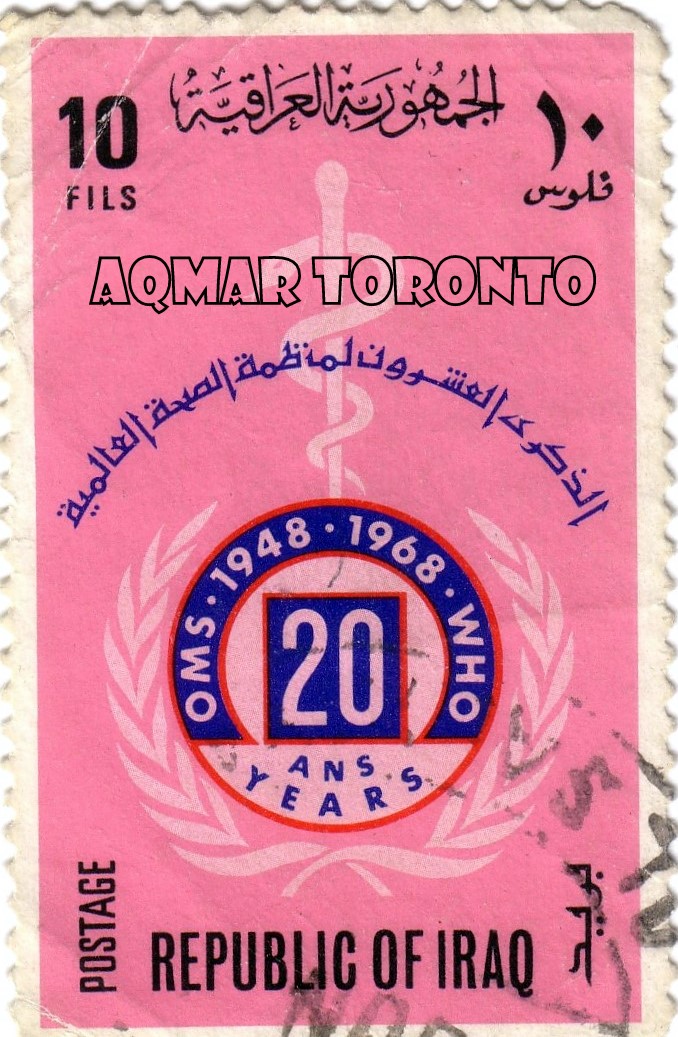 الجمهورية العراقية
10
FILS
١٠
فلوس
AQMAR TORONTO
الذكرى العشرون لمنظمة الصحة العالمية
OMS · 1948 · 1968 · WHO
20
ANS
YEARS
POSTAGE
بريد
REPUBLIC OF IRAQ